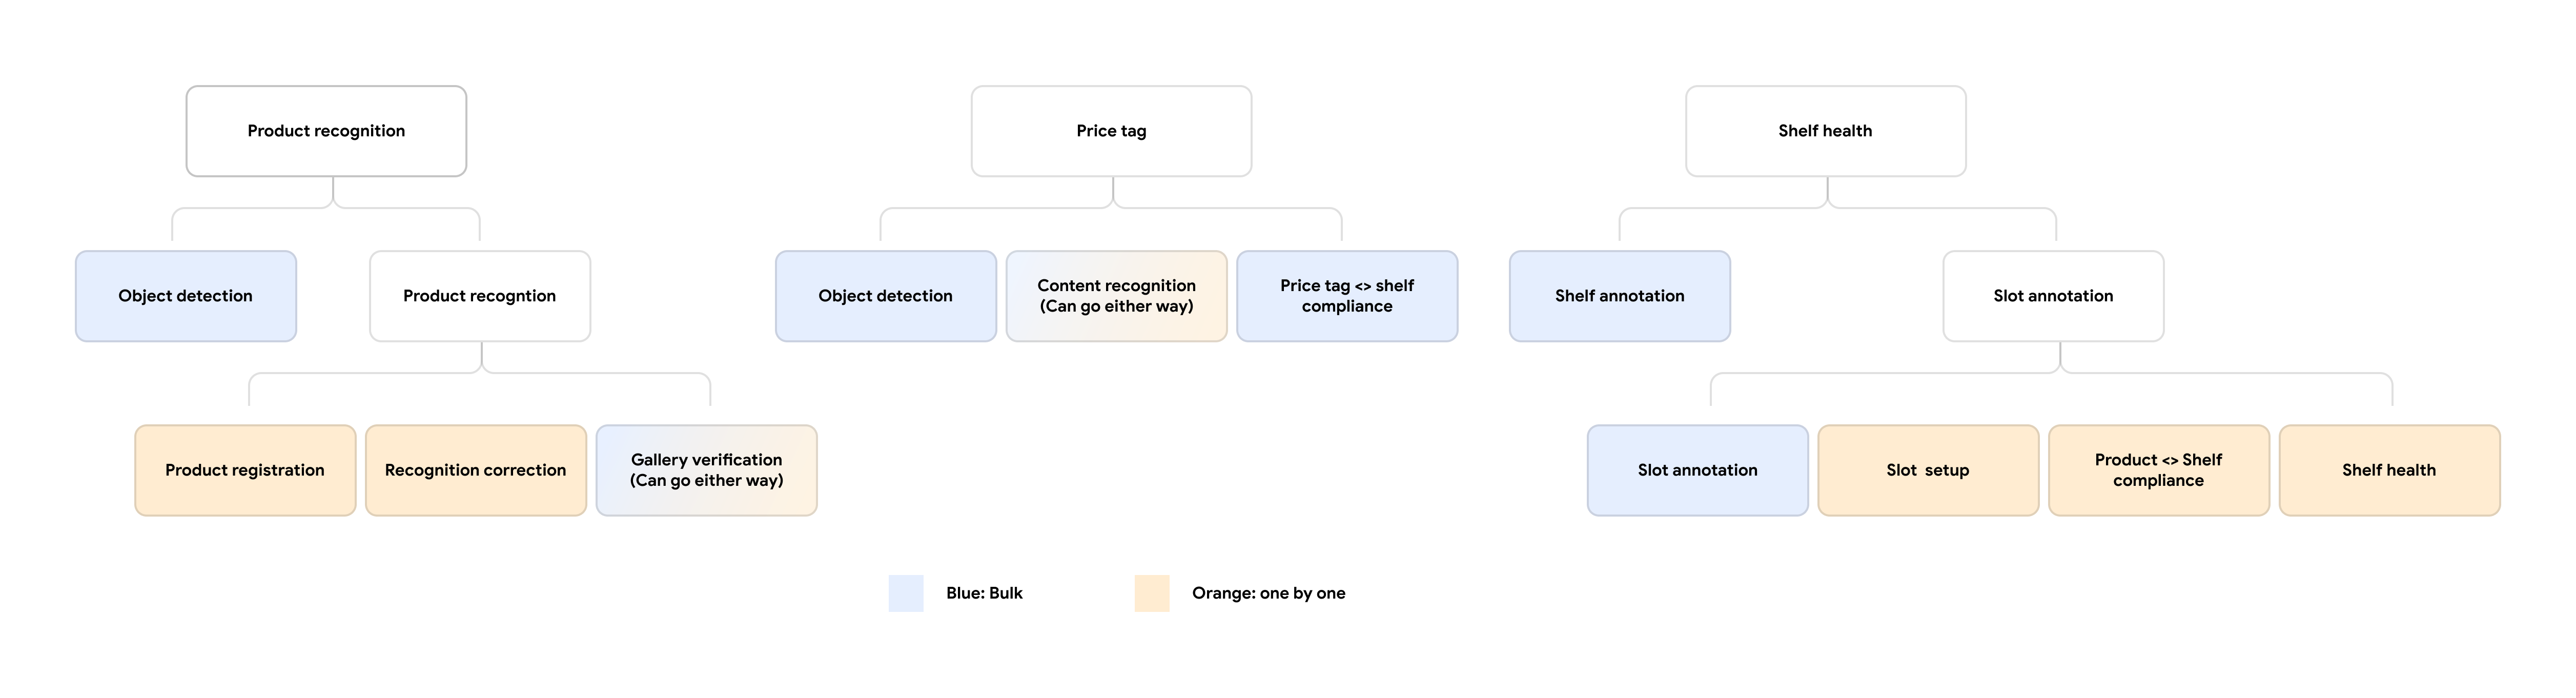 Product recognition
Price tag
Shelf health
Object detection
Product recogntion
Object detection
Content recognition
(Can go either way)
Price tag <> shelf
compliance
Shelf annotation
Slot annotation
Product registration
Recognition correction
Gallery verification
(Can go either way)
Slot annotation
Slot setup
Product <> Shelf
compliance
Shelf health
Blue: Bulk
Orange: one by one